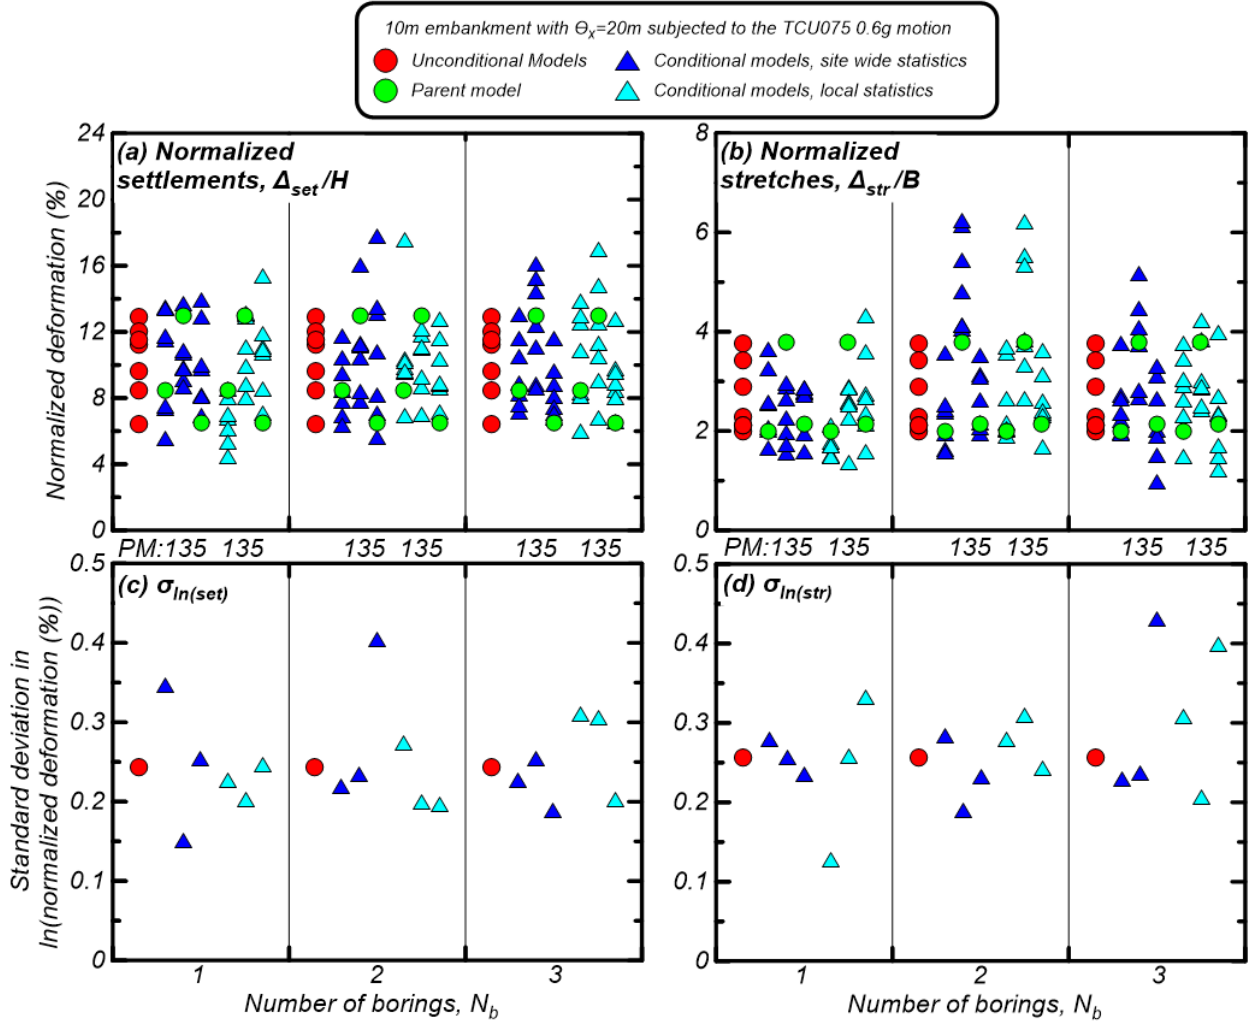 10m embankment with Θx=20m subjected to the TCU075 0.6g motion
Unconditional Models
Conditional models, site wide statistics
Parent model
Conditional models, local statistics
Normalized deformation (%)
24
20
16
12
8
4
0
(a) Normalized
settlements, Δset/H
8
6
4
2
0
(b) Normalized
stretches, Δstr/B
PM:135 135 135 135 135 135
PM:135 135 135 135 135 135
Standard deviation in
ln(normalized deformation (%))
0.5
0.4
0.3
0.2
0.1
0
(c) σln(set)
1 2 3
Number of borings, Nb
0.5
0.4
0.3
0.2
0.1
0
(d) σln(str)
1 2 3
Number of borings, Nb